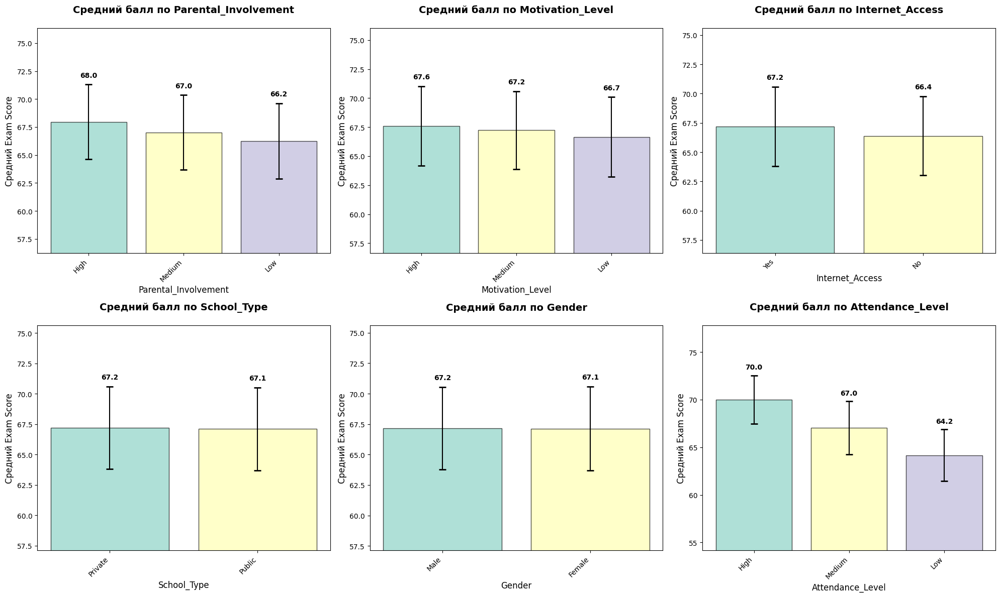 Средний балл по Parental_Involvement
Средний Exam Score
75.0
72.5
70.0
67.5
65.0
62.5
60.0
57.5
68.0
67.0
66.2
High
Medium
Low
Parental_Involvement
Средний балл по Motivation_Level
Средний Exam Score
75.0
72.5
70.0
67.5
65.0
62.5
60.0
57.5
67.6
67.2
66.7
High
Medium
Low
Motivation_Level
Средний балл по Internet_Access
Средний Exam Score
75.0
72.5
70.0
67.5
65.0
62.5
60.0
57.5
67.2
66.4
Yes
No
Internet_Access
Средний балл по School_Type
Средний Exam Score
75.0
72.5
70.0
67.5
65.0
62.5
60.0
57.5
67.2
67.1
Private
Public
School_Type
Средний балл по Gender
Средний Exam Score
75.0
72.5
70.0
67.5
65.0
62.5
60.0
57.5
67.2
67.1
Male
Female
Gender
Средний балл по Attendance_Level
Средний Exam Score
75
70
65
60
55
70.0
67.0
64.2
High
Medium
Low
Attendance_Level